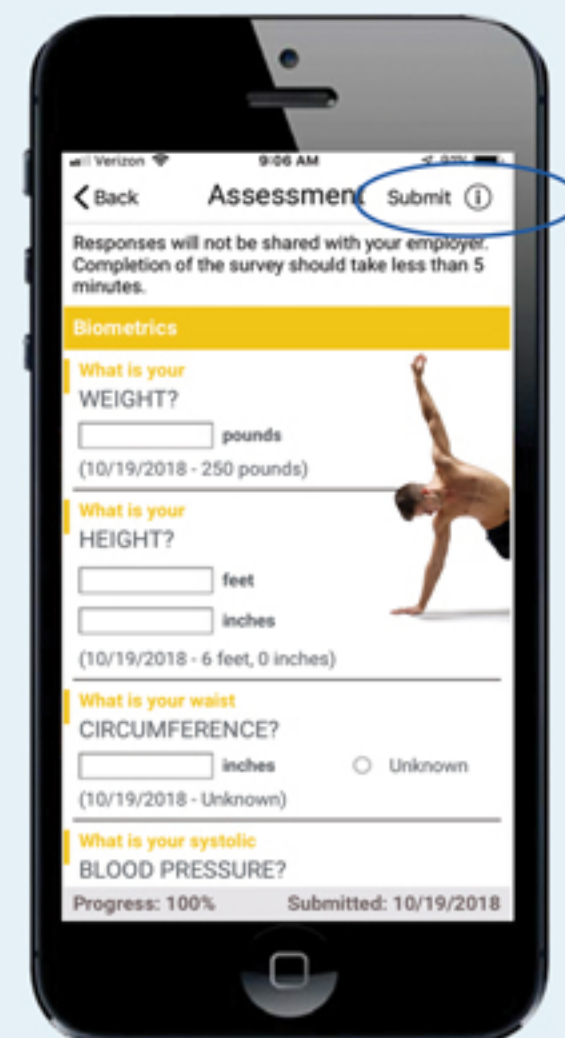 Verizon 9:06 AM
Back Assessment Submit i
Responses will not be shared with your employer.
Completion of the survey should take less than 5
minutes.
Biometrics
What is your
WEIGHT?
pounds
(10/19/2018 - 250 pounds)
What is your
HEIGHT?
feet
inches
(10/19/2018 - 6 feet, 0 inches)
What is your waist
CIRCUMFERENCE?
inches Unknown
(10/19/2018 - Unknown)
What is your systolic
BLOOD PRESSURE?
Progress: 100% Submitted: 10/19/2018